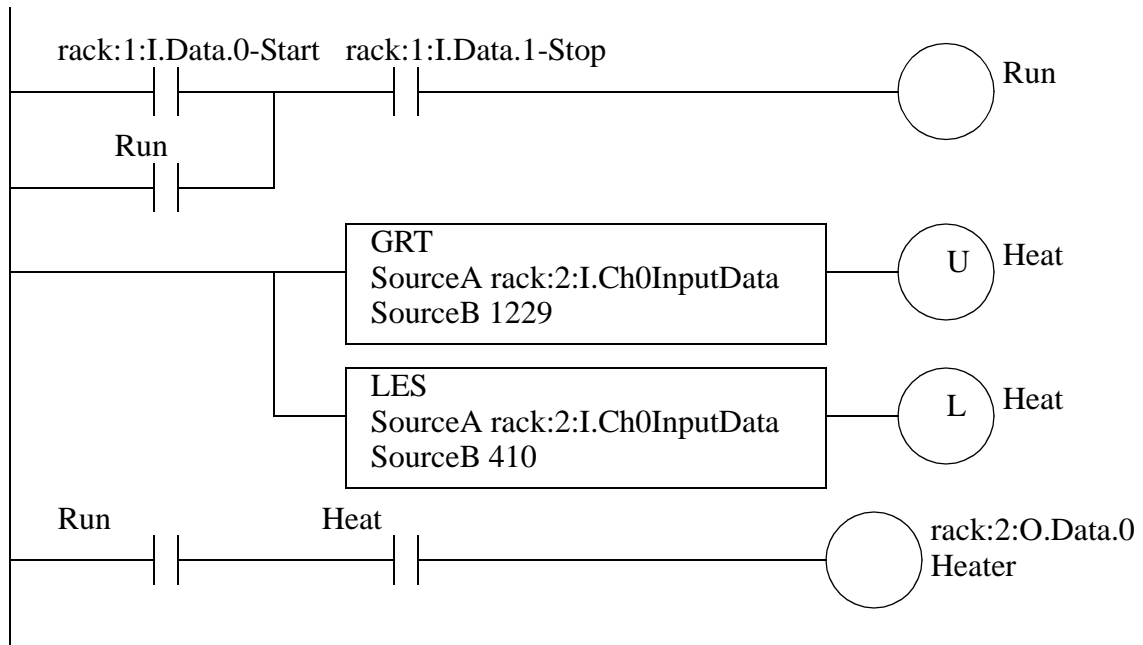 rack:1:I.Data.0-Start
rack:1:I.Data.1-Stop
Run
Run
GRT
SourceA rack:2:I.Ch0InputData
SourceB 1229
U
Heat
LES
SourceA rack:2:I.Ch0InputData
SourceB 410
L
Heat
Run
Heat
rack:2:O.Data.0
Heater